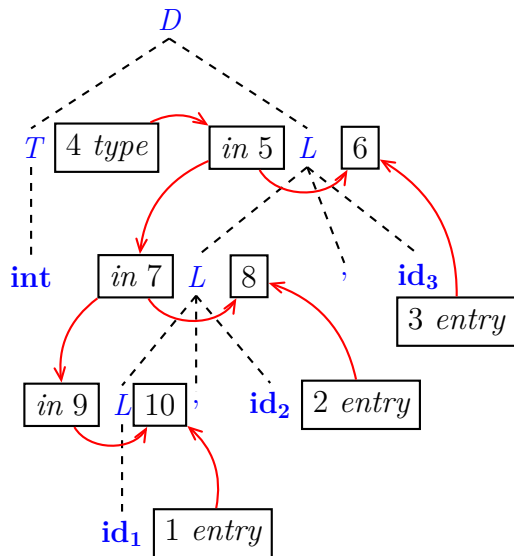 D
T 4 type in 5 L 6
int in 7 L 8 , id₃
3 entry
in 9 L 10 , id₂ 2 entry
id₁ 1 entry